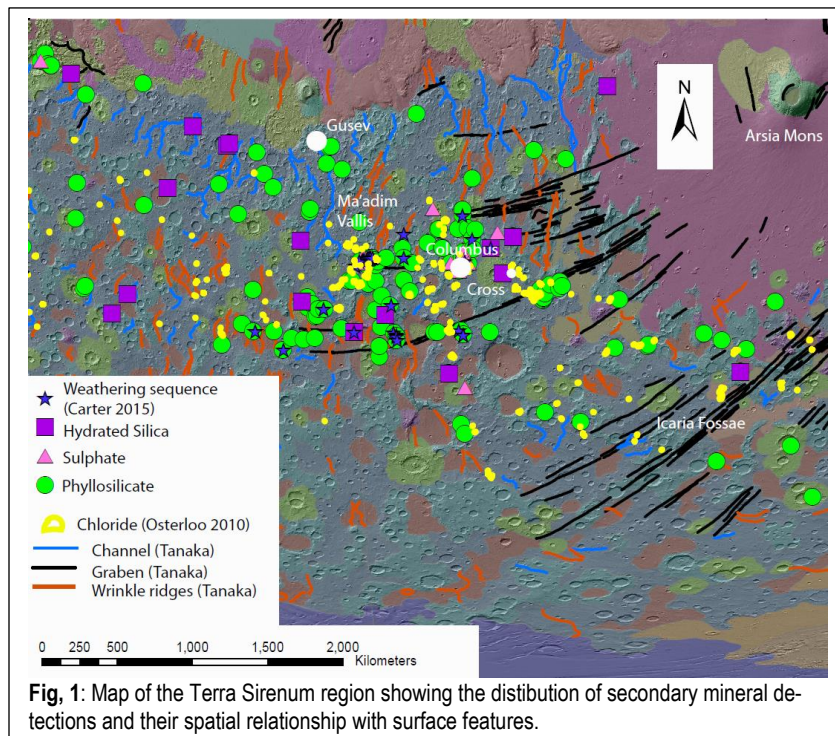 Gusev
N
Arsia Mons
Ma'adim
Vallis
Columbus
Cross
Icaria Fossae
Weathering sequence
(Carter 2015)
Hydrated Silica
Sulphate
Phyllosilicate
Chloride (Osterloo 2010)
Channel (Tanaka)
Graben (Tanaka)
Wrinkle ridges (Tanaka)
0 250 500 1,000 1,500 2,000
Kilometers
Fig, 1: Map of the Terra Sirenum region showing the distibution of secondary mineral de-
tections and their spatial relationship with surface features.